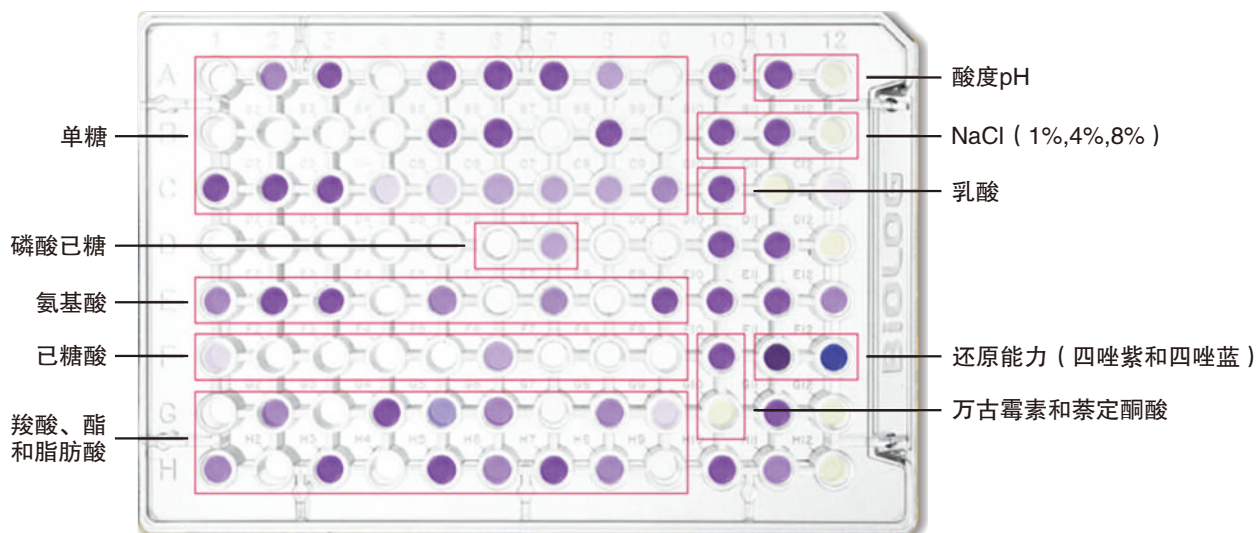 1 2 3 4 5 6 7 8 9 10 11 12
A
酸度pH
单糖
B
NaCl（1%,4%,8%）
C
乳酸
磷酸已糖
D
氨基酸
E
已糖酸
F
还原能力（四唑紫和四唑蓝）
羧酸、酯
和脂肪酸
G
万古霉素和萘定酮酸
H
BIOLOG